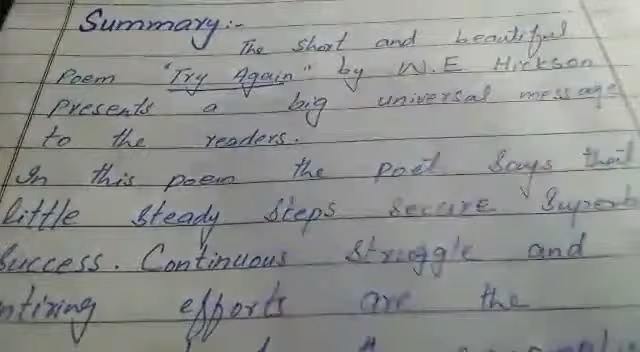 Summary:-
The short and beautiful
Poem "Try Again" by W.E Hickson
presents a big universal message
to the readers.
In this poem the poet says that
little steady steps secure superb
success. Continuous struggle and
ntiring efforts are the